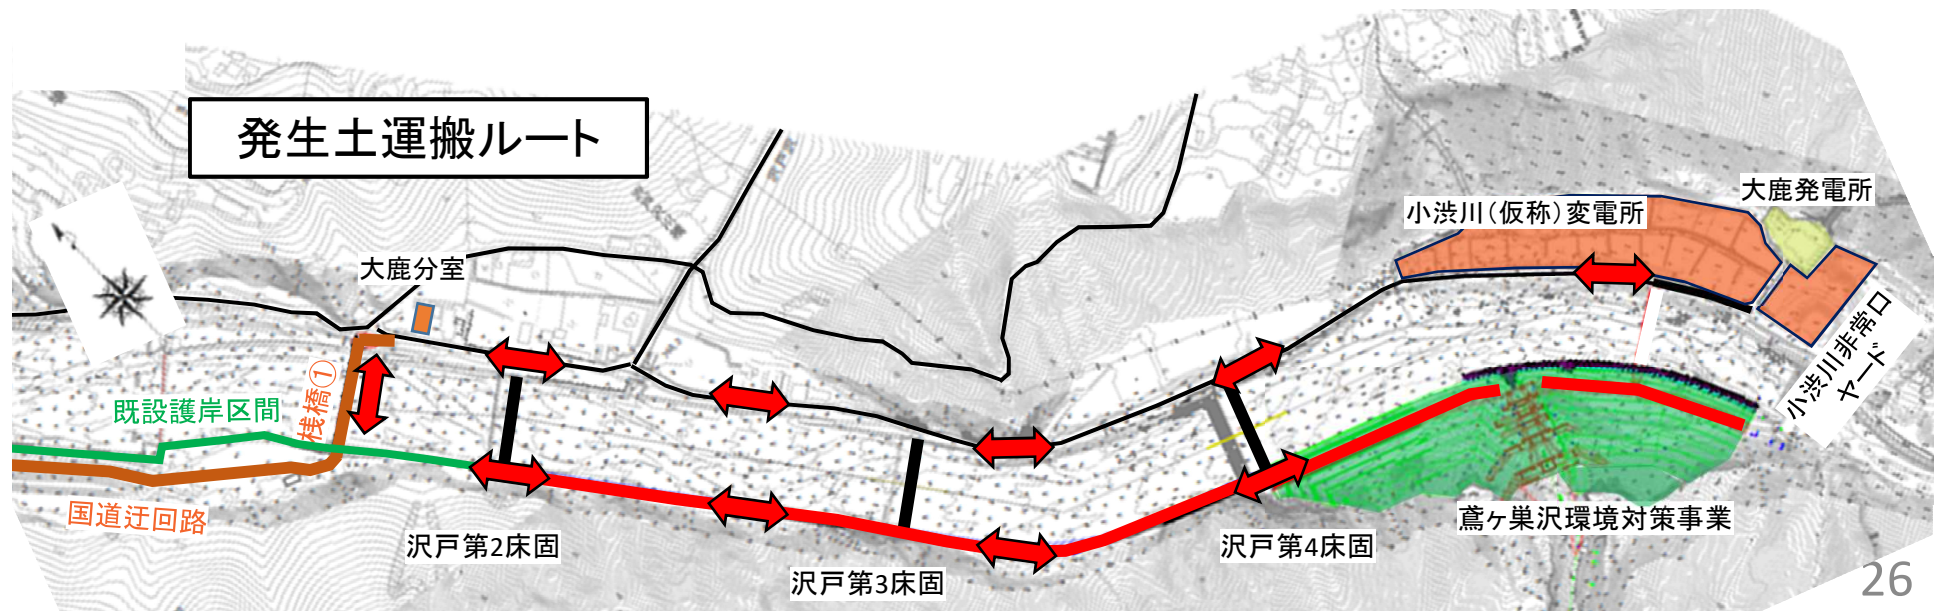 発生土運搬ルート
大鹿発電所
小渋川(仮称)変電所
大鹿分室
小渋川非常口
ヤード
桟橋①
既設護岸区間
国道迂回路
沢戸第2床固
沢戸第3床固
沢戸第4床固
鳶ヶ巣沢環境対策事業
26